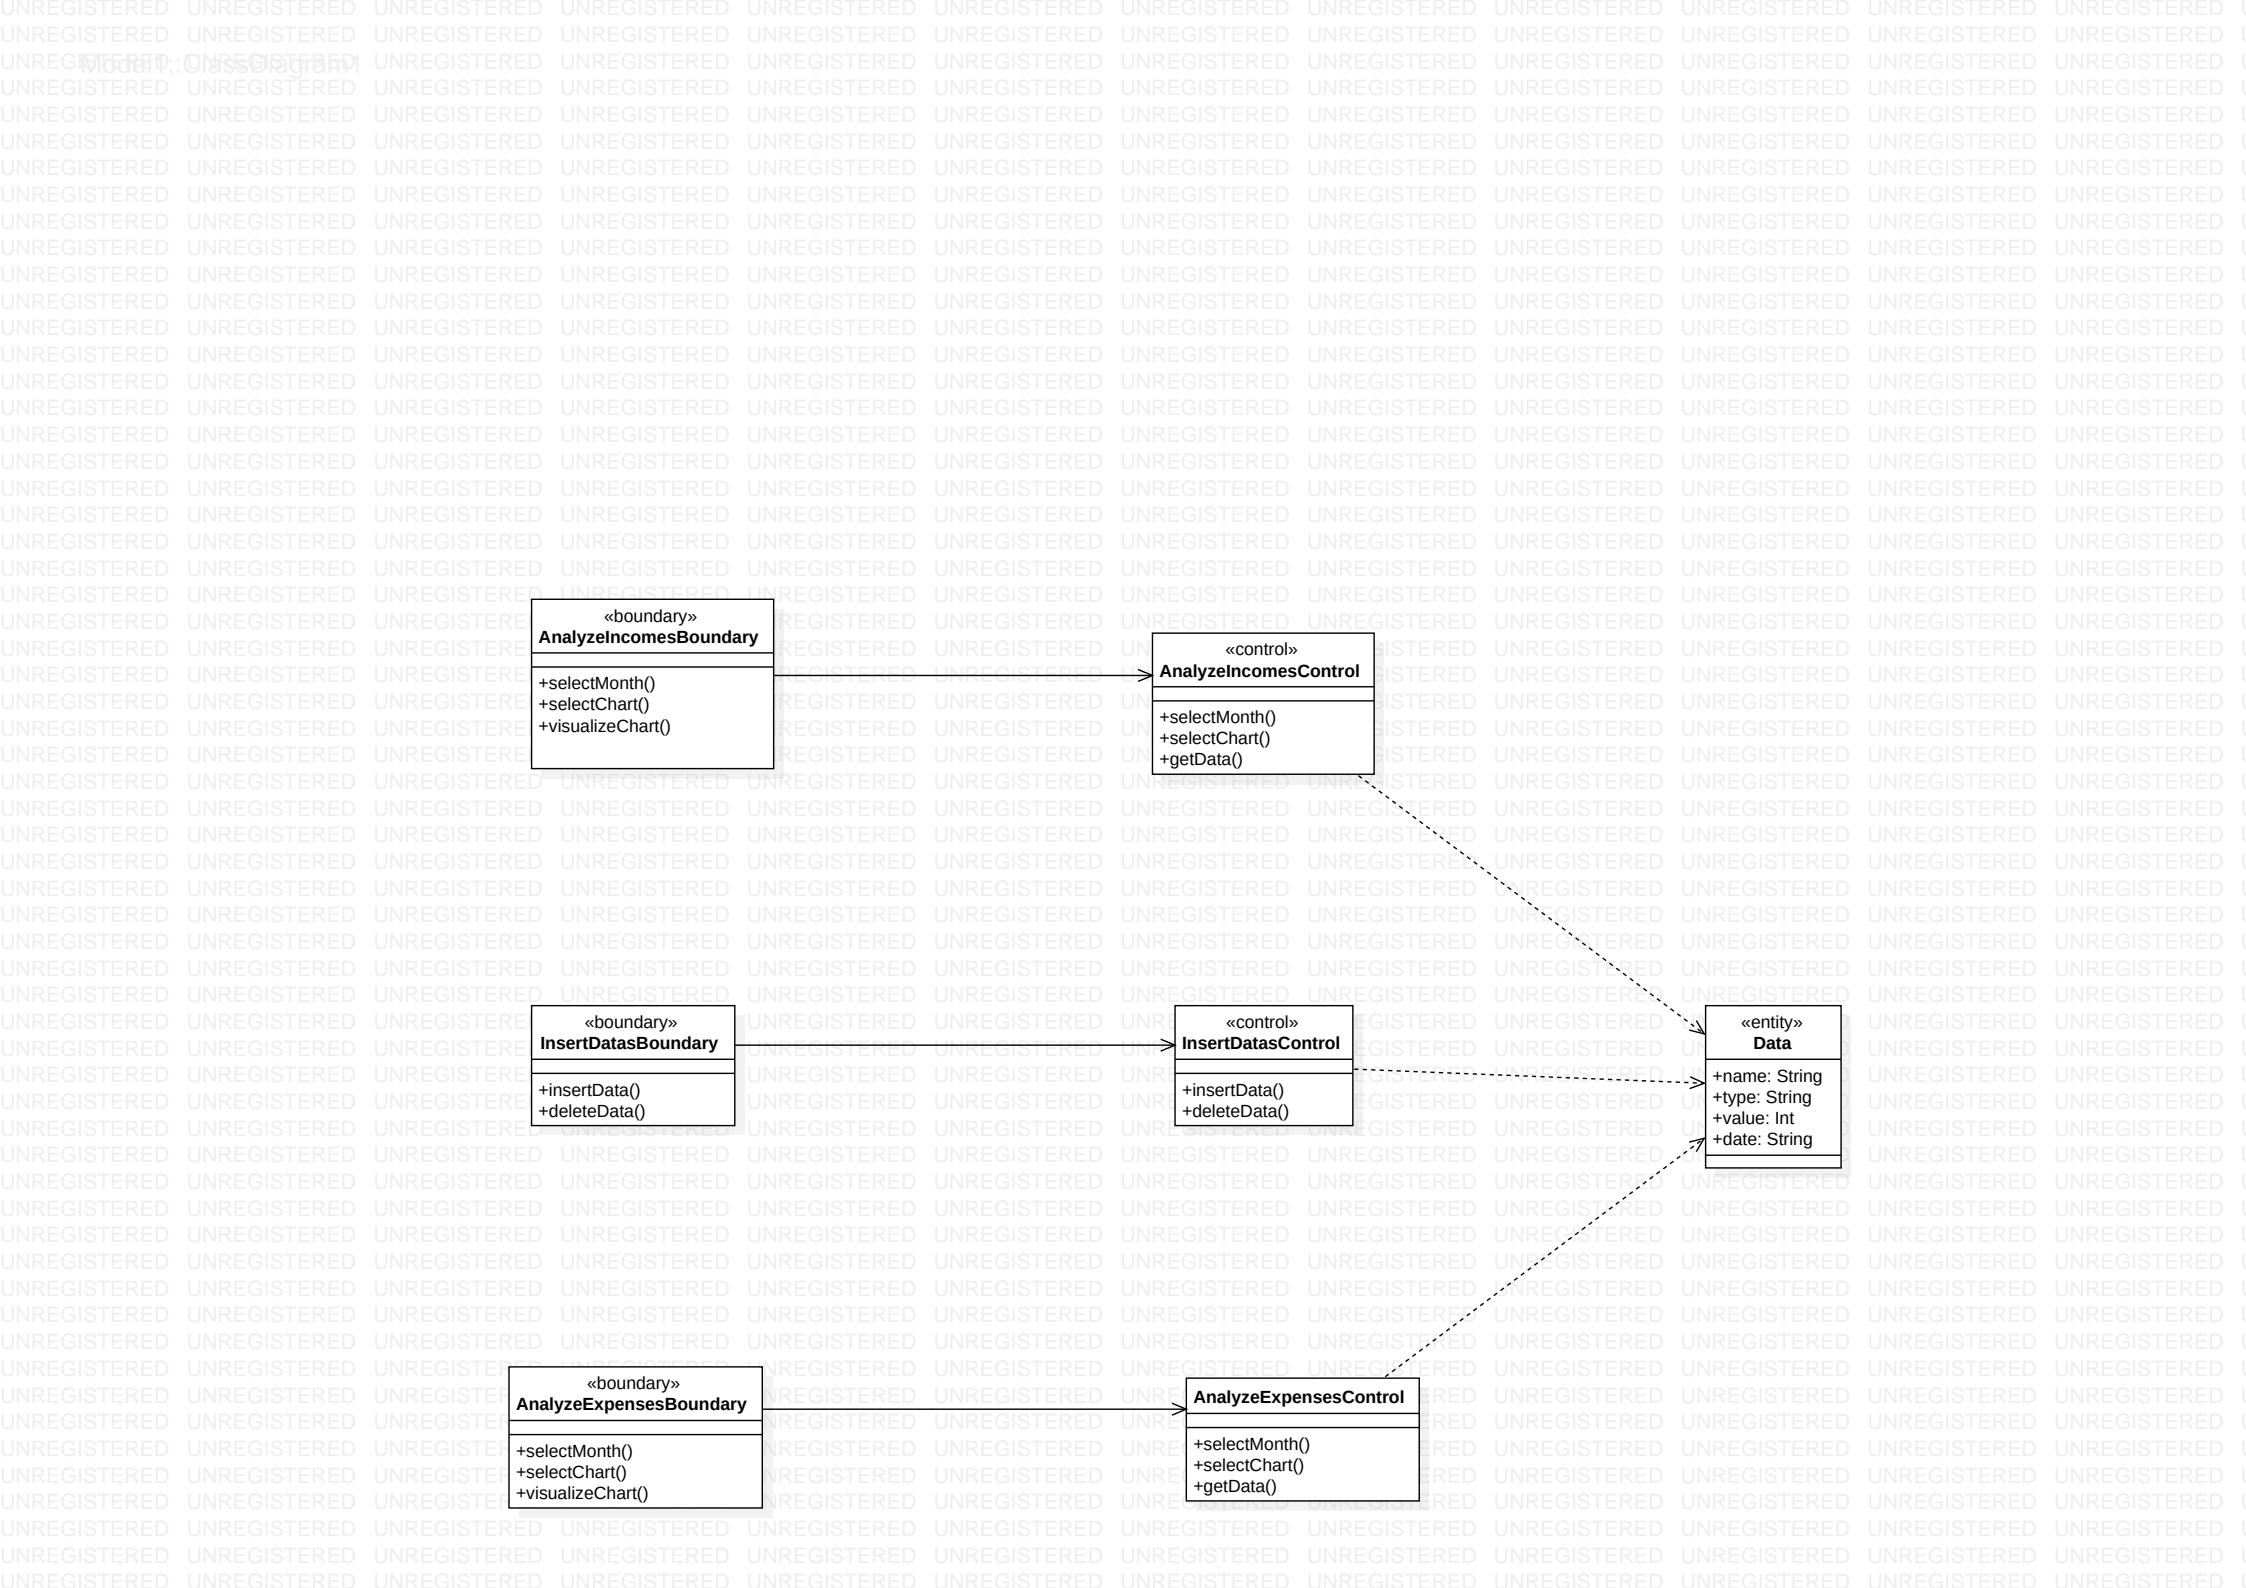 Model1::ClassDiagram1
«boundary»
AnalyzeIncomesBoundary
+selectMonth()
+selectChart()
+visualizeChart()
«control»
AnalyzeIncomesControl
+selectMonth()
+selectChart()
+getData()
«boundary»
InsertDatasBoundary
+insertData()
+deleteData()
«control»
InsertDatasControl
+insertData()
+deleteData()
«entity»
Data
+name: String
+type: String
+value: Int
+date: String
«boundary»
AnalyzeExpensesBoundary
+selectMonth()
+selectChart()
+visualizeChart()
AnalyzeExpensesControl
+selectMonth()
+selectChart()
+getData()
UNREGISTERED